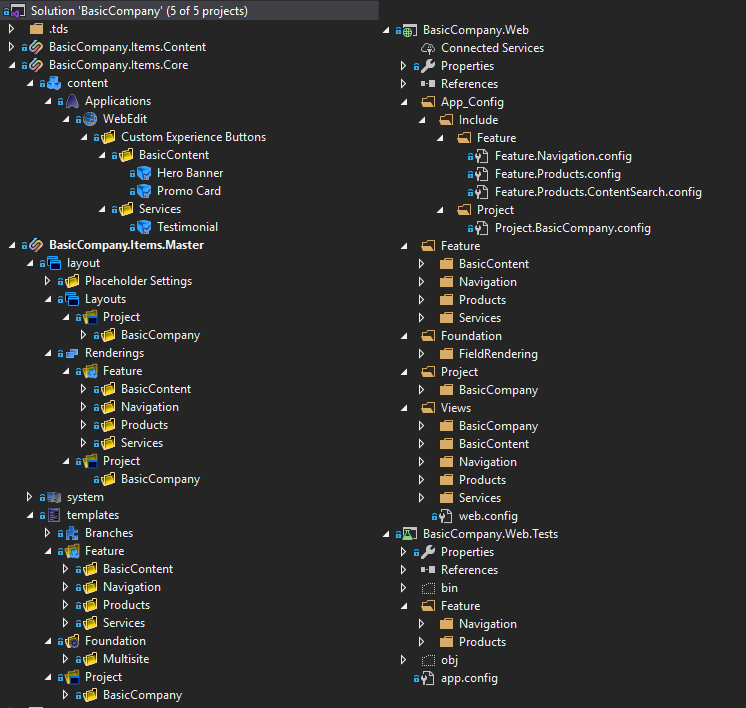 Solution 'BasicCompany' (5 of 5 projects)
.tds
BasicCompany.Items.Content
BasicCompany.Items.Core
content
Applications
WebEdit
Custom Experience Buttons
BasicContent
Hero Banner
Promo Card
Services
Testimonial
BasicCompany.Items.Master
layout
Placeholder Settings
Layouts
Project
BasicCompany
Renderings
Feature
BasicContent
Navigation
Products
Services
Project
BasicCompany
system
templates
Branches
Feature
BasicContent
Navigation
Products
Services
Foundation
Multisite
Project
BasicCompany
BasicCompany.Web
Connected Services
Properties
References
App_Config
Include
Feature
Feature.Navigation.config
Feature.Products.config
Feature.Products.ContentSearch.config
Project
Project.BasicCompany.config
Feature
BasicContent
Navigation
Products
Services
Foundation
FieldRendering
Project
BasicCompany
Views
BasicCompany
BasicContent
Navigation
Products
Services
web.config
BasicCompany.Web.Tests
Properties
References
bin
Feature
Navigation
Products
obj
app.config